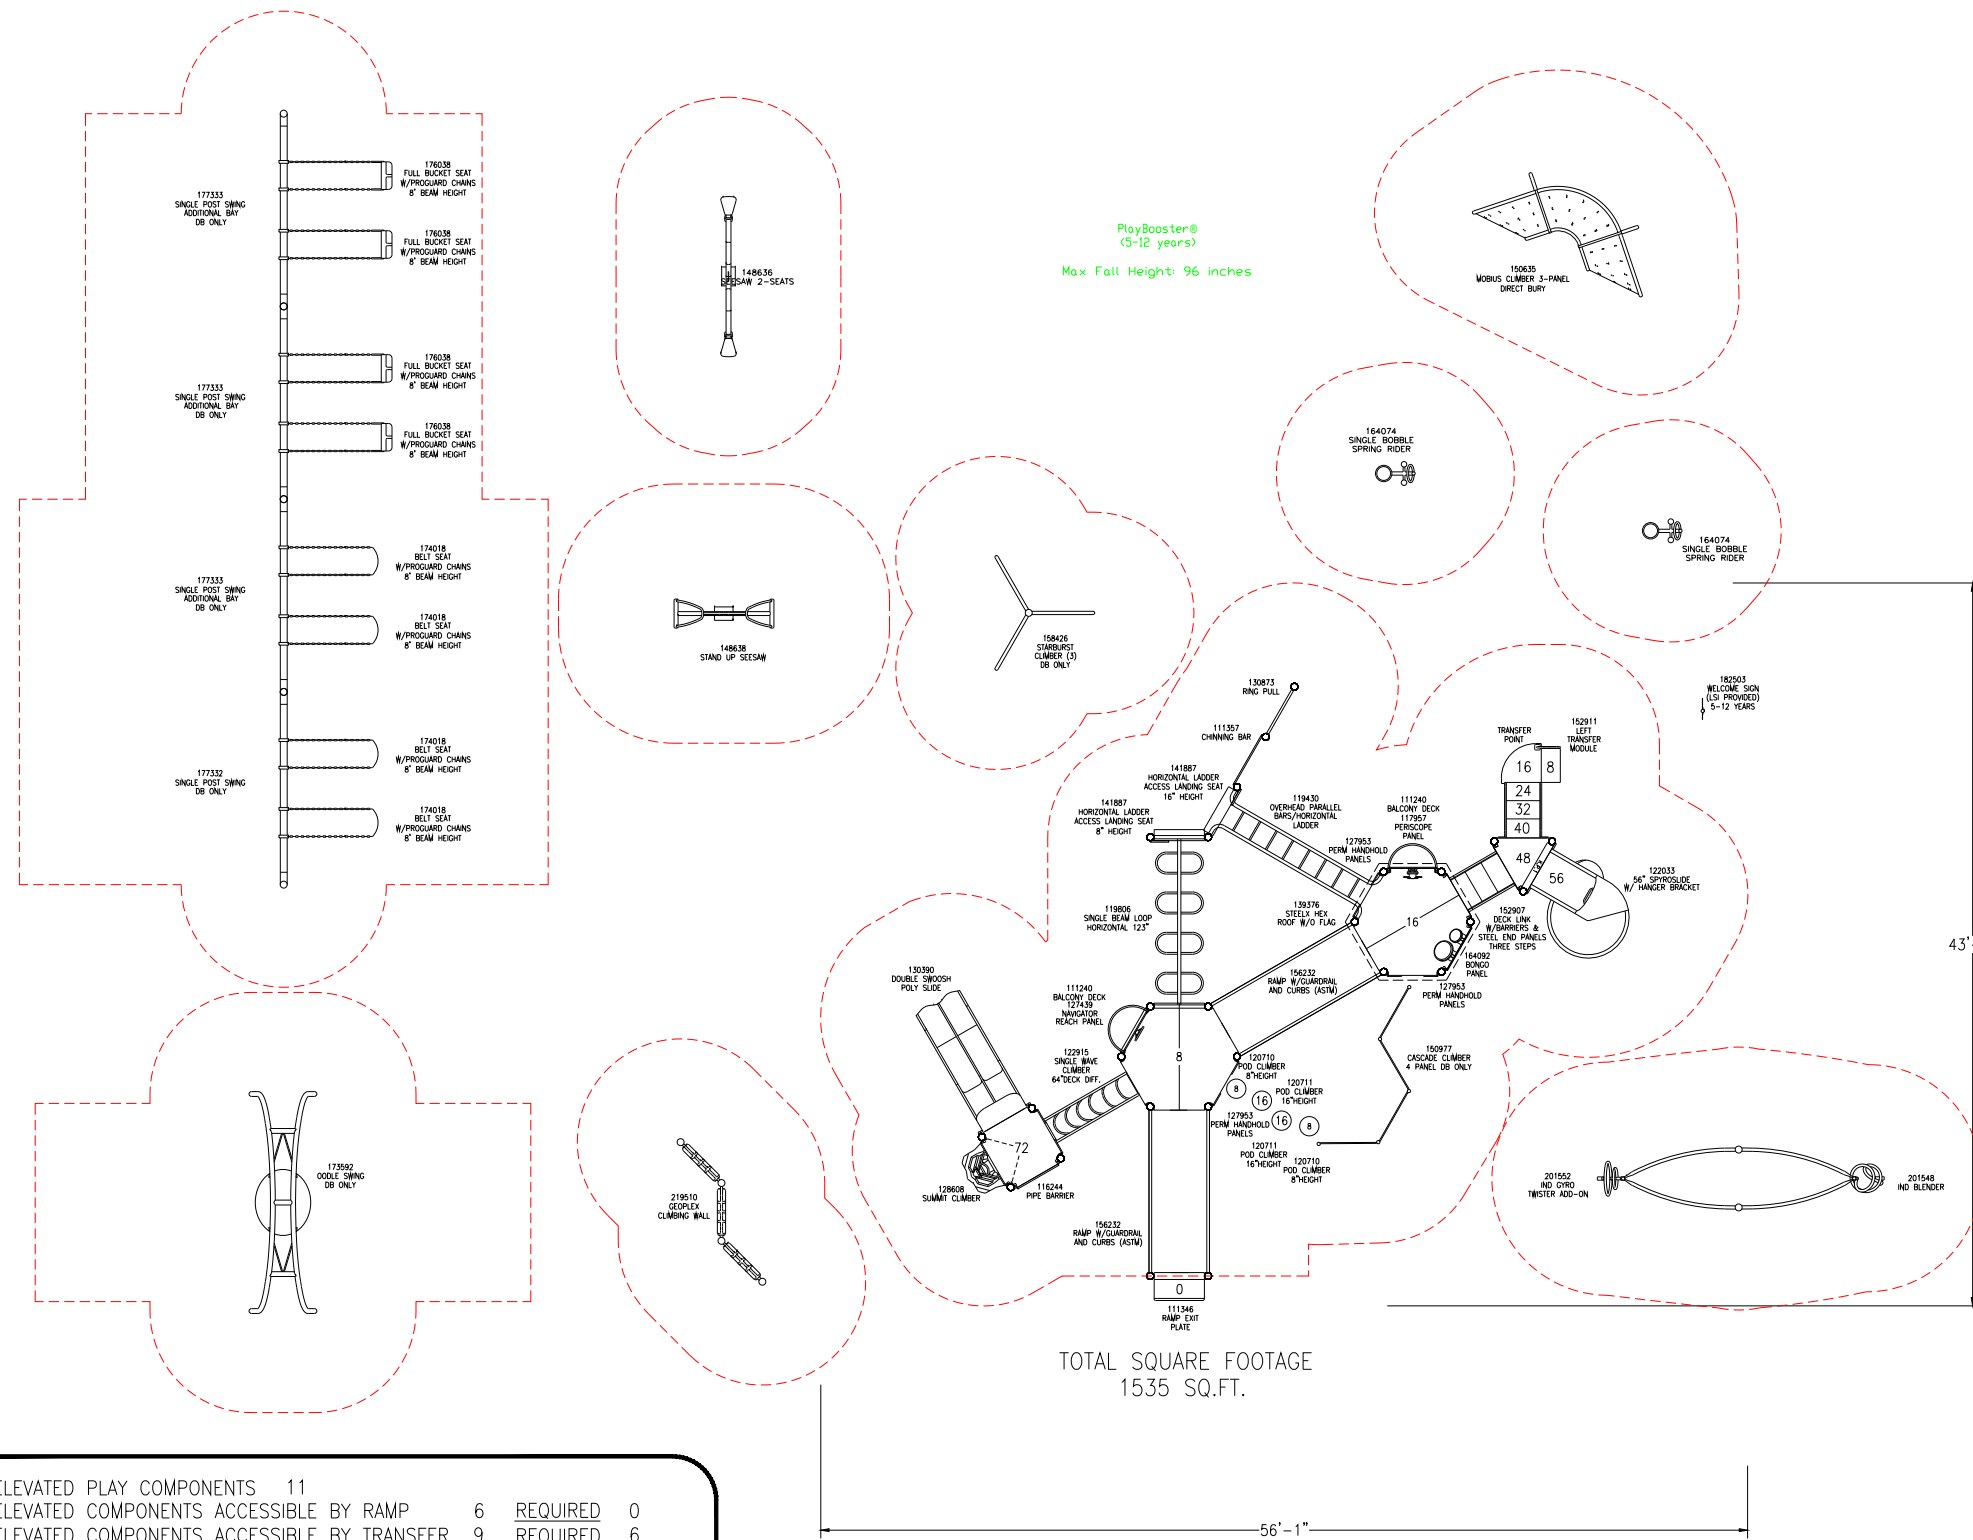 177333
SINGLE POST SWING
ADDITIONAL BAY
DB ONLY
176038
FULL BUCKET SEAT
W/PROGUARD CHAINS
8' BEAM HEIGHT
176038
FULL BUCKET SEAT
W/PROGUARD CHAINS
8' BEAM HEIGHT
177333
SINGLE POST SWING
ADDITIONAL BAY
DB ONLY
176038
FULL BUCKET SEAT
W/PROGUARD CHAINS
8' BEAM HEIGHT
176038
FULL BUCKET SEAT
W/PROGUARD CHAINS
8' BEAM HEIGHT
177333
SINGLE POST SWING
ADDITIONAL BAY
DB ONLY
174018
BELT SEAT
W/PROGUARD CHAINS
8' BEAM HEIGHT
174018
BELT SEAT
W/PROGUARD CHAINS
8' BEAM HEIGHT
177332
SINGLE POST SWING
DB ONLY
174018
BELT SEAT
W/PROGUARD CHAINS
8' BEAM HEIGHT
174018
BELT SEAT
W/PROGUARD CHAINS
8' BEAM HEIGHT
148636
SEESAW 2-SEATS
PlayBooster®
(5-12 years)
Max Fall Height: 96 inches
150635
MOBIUS CLIMBER 3-PANEL
DIRECT BURY
164074
SINGLE BOBBLE
SPRING RIDER
164074
SINGLE BOBBLE
SPRING RIDER
148638
STAND UP SEESAW
158426
STARBURST
CLIMBER (3)
DB ONLY
182503
WELCOME SIGN
(LSI PROVIDED)
5-12 YEARS
130873
RING PULL
111357
CHINNING BAR
141887
HORIZONTAL LADDER
ACCESS LANDING SEAT
16" HEIGHT
141887
HORIZONTAL LADDER
ACCESS LANDING SEAT
8" HEIGHT
119430
OVERHEAD PARALLEL
BARS/HORIZONTAL
LADDER
111240
BALCONY DECK
117957
PERISCOPE
PANEL
127953
PERM HANDHOLD
PANELS
TRANSFER
POINT
152911
LEFT
TRANSFER
MODULE
16
8
24
32
40
48
56
122033
56" SPYROSLIDE
W/ HANGER BRACKET
139376
STEELX HEX
ROOF W/O FLAG
16
152907
DECK LINK
W/BARRIERS &
STEEL END PANELS
THREE STEPS
164092
BONGO
PANEL
127953
PERM HANDHOLD
PANELS
119806
SINGLE BEAM LOOP
HORIZONTAL 123"
156232
RAMP W/GUARDRAIL
AND CURBS (ASTM)
130390
DOUBLE SWOOSH
POLY SLIDE
111240
BALCONY DECK
127439
NAVIGATOR
REACH PANEL
122915
SINGLE WAVE
CLIMBER
64"DECK DIFF.
8
150977
CASCADE CLIMBER
4 PANEL DB ONLY
120710
POD CLIMBER
8"HEIGHT
120711
POD CLIMBER
16"HEIGHT
8
16
16
8
127953
PERM HANDHOLD
PANELS
120711
POD CLIMBER
16"HEIGHT
120710
POD CLIMBER
8"HEIGHT
72
128608
SUMMIT CLIMBER
116244
PIPE BARRIER
156232
RAMP W/GUARDRAIL
AND CURBS (ASTM)
0
111346
RAMP EXIT
PLATE
173592
OODLE SWING
DB ONLY
219510
GEOPLEX
CLIMBING WALL
201552
IND GYRO
TWISTER ADD-ON
201548
IND BLENDER
43'
TOTAL SQUARE FOOTAGE
1535 SQ.FT.
56'-1"
ELEVATED PLAY COMPONENTS 11
ELEVATED COMPONENTS ACCESSIBLE BY RAMP 6 REQUIRED 0
ELEVATED COMPONENTS ACCESSIBLE BY TRANSFER 9 REQUIRED 6